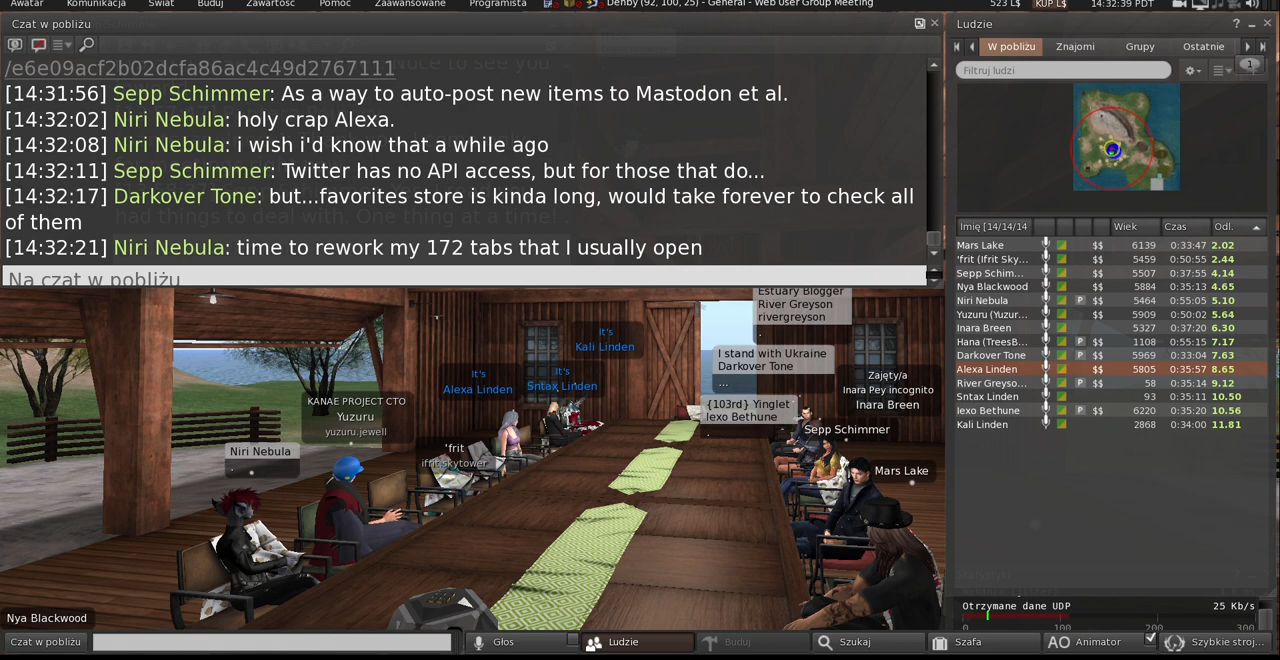 Awatar Komunikacja Świat Buduj Zawartość Pomoc Zaawansowane Programista Denby (92, 100, 25) - General - Web User Group Meeting 523 L$ KUP L$ 14:32:39 PDT
Czat w pobliżu
/e6e09acf2b02dcfa86ac4c49d2767111
[14:31:56] Sepp Schimmer: As a way to auto-post new items to Mastodon et al.
[14:32:02] Niri Nebula: holy crap Alexa.
[14:32:08] Niri Nebula: i wish i'd know that a while ago
[14:32:11] Sepp Schimmer: Twitter has no API access, but for those that do...
[14:32:17] Darkover Tone: but...favorites store is kinda long, would take forever to check all
of them
[14:32:21] Niri Nebula: time to rework my 172 tabs that I usually open
Na czat w pobliżu
Estuary Blogger
River Greyson
rivergreyson
.
It's
Kali Linden
I stand with Ukraine
Darkover Tone
...
It's
Alexa Linden
It's
Sntax Linden
Zajęty/a
Inara Pey incognito
Inara Breen
KANAE PROJECT CTO
Yuzuru
yuzuru.jewell
{103rd} Yinglet
Iexo Bethune
.
Sepp Schimmer
Niri Nebula
.
'frit
ifrit.skytower
Mars Lake
Nya Blackwood
Ludzie
? _ ×
W pobliżu Znajomi Grupy Ostatnie
Filtruj ludzi
1
Imię [14/14/14 Wiek Czas Odl.
Mars Lake $$ 6139 0:33:47 2.02
'frit (Ifrit Sky... $$ 5459 0:50:55 2.44
Sepp Schim... $$ 5507 0:37:55 4.14
Nya Blackwood $$ 5884 0:35:13 4.65
Niri Nebula P $$ 5464 0:55:05 5.10
Yuzuru (Yuzur... $$ 5909 0:50:02 5.64
Inara Breen 5327 0:37:20 6.30
Hana (TreesB... P $$ 1108 0:55:15 7.17
Darkover Tone P $$ 5969 0:33:04 7.63
Alexa Linden $$ 5805 0:35:57 8.65
River Greyso... P $$ 58 0:35:14 9.12
Sntax Linden 93 0:35:11 10.50
Iexo Bethune P $$ 6220 0:35:20 10.56
Kali Linden 2868 0:34:00 11.81
Otrzymane dane UDP 25 Kb/s
0 100 200 300
Czat w pobliżu Głos Ludzie Buduj Szukaj Szafa AO Animator Szybkie stroj...